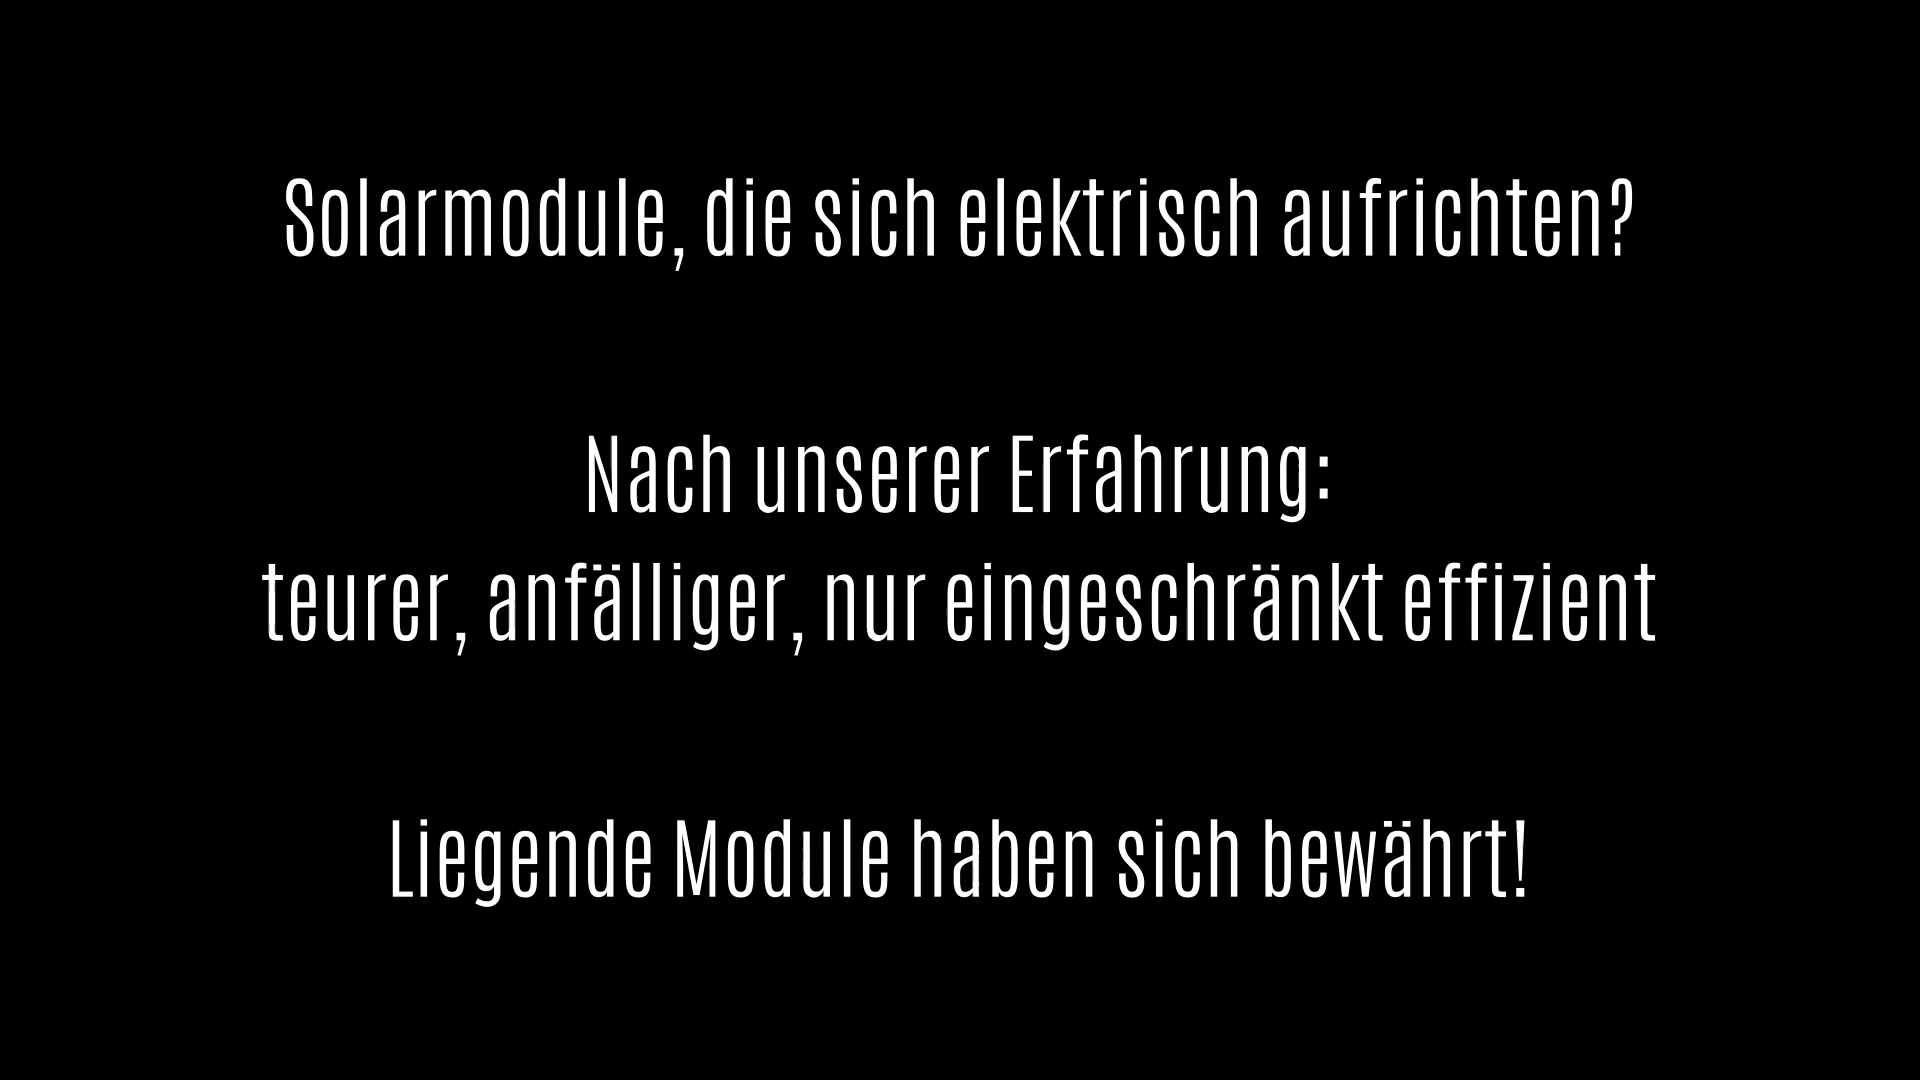 Solarmodule, die sich elektrisch aufrichten?
Nach unserer Erfahrung:
teurer, anfälliger, nur eingeschränkt effizient
Liegende Module haben sich bewährt!